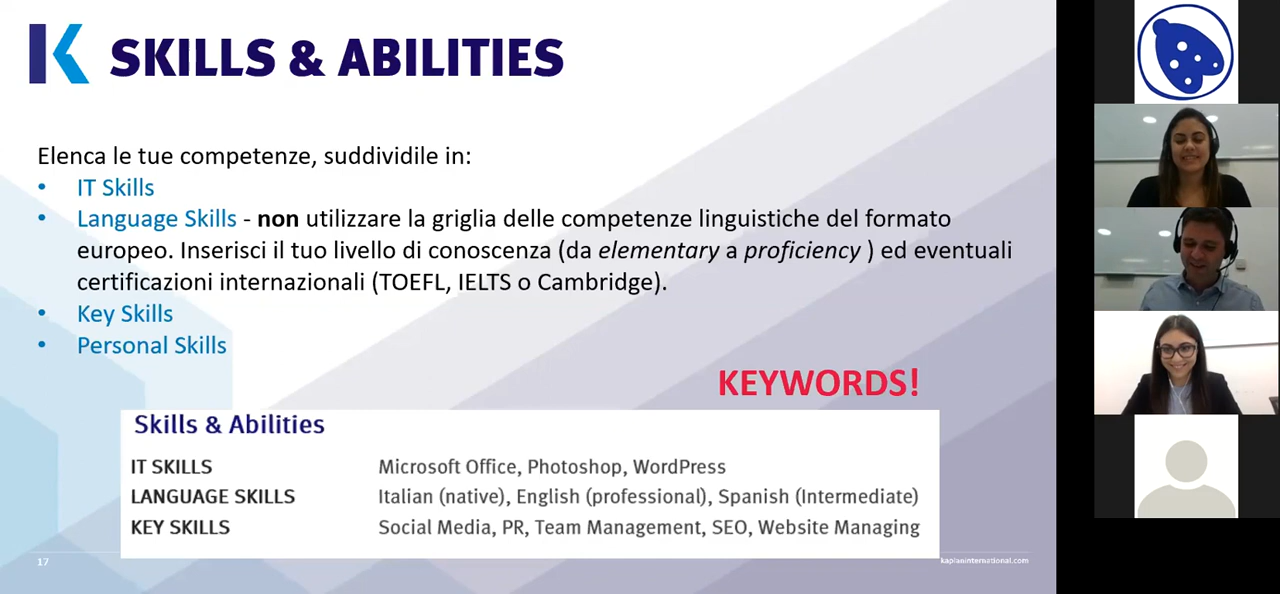 K SKILLS & ABILITIES
Elenca le tue competenze, suddividile in:
• IT Skills
• Language Skills - non utilizzare la griglia delle competenze linguistiche del formato
europeo. Inserisci il tuo livello di conoscenza (da elementary a proficiency ) ed eventuali
certificazioni internazionali (TOEFL, IELTS o Cambridge).
• Key Skills
• Personal Skills
KEYWORDS!
Skills & Abilities
IT SKILLS Microsoft Office, Photoshop, WordPress
LANGUAGE SKILLS Italian (native), English (professional), Spanish (Intermediate)
KEY SKILLS Social Media, PR, Team Management, SEO, Website Managing
17
kaplaninternational.com